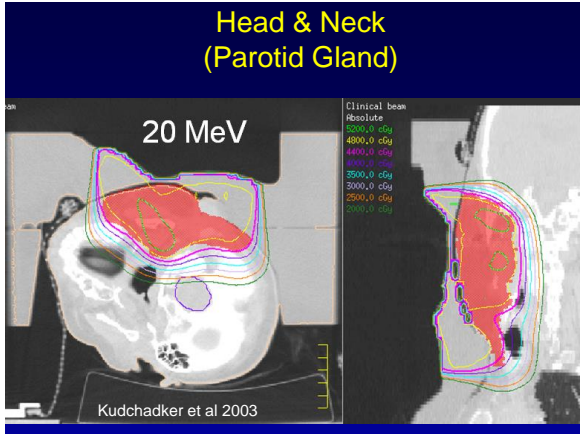 Head & Neck
(Parotid Gland)
20 MeV
Clinical beam
Absolute
5200.0 cGy
4800.0 cGy
4400.0 cGy
4000.0 cGy
3500.0 cGy
3000.0 cGy
2500.0 cGy
2000.0 cGy
Kudchadker et al 2003